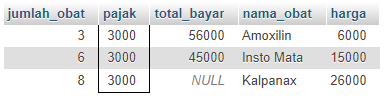 jumlah_obat pajak total_bayar nama_obat harga
3 3000 56000 Amoxilin 6000
6 3000 45000 Insto Mata 15000
8 3000 NULL Kalpanax 26000